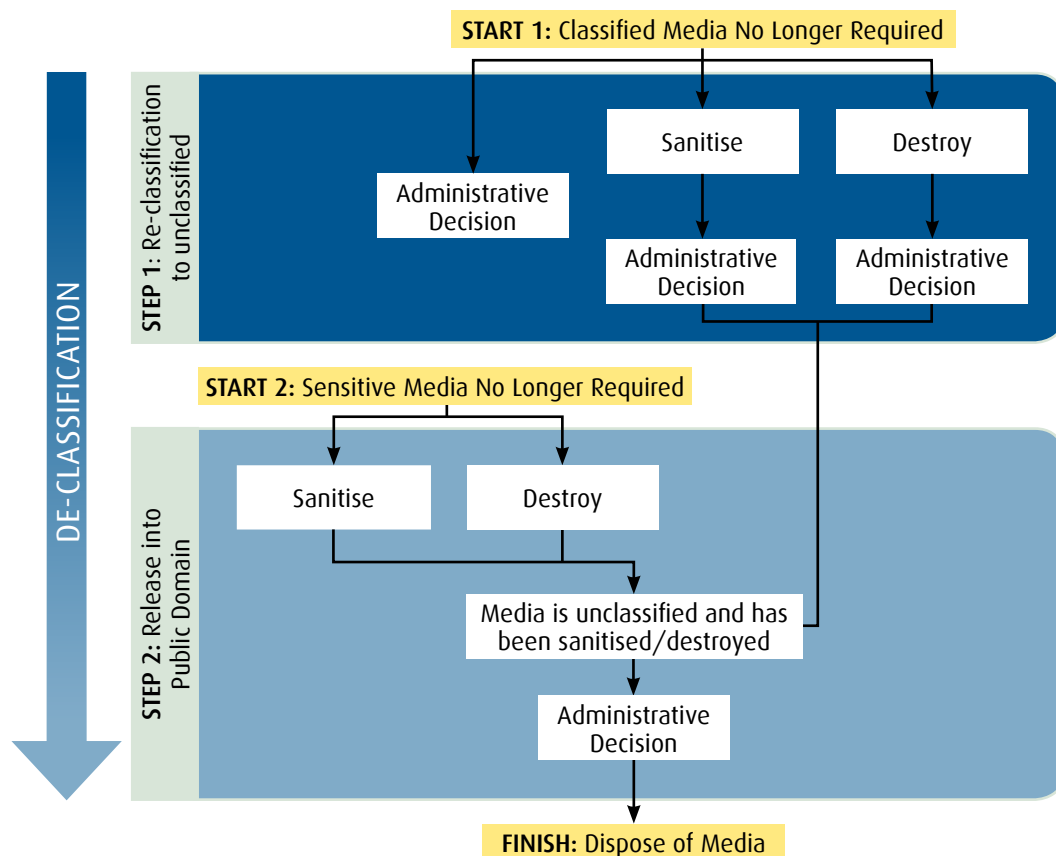 START 1: Classified Media No Longer Required
DE-CLASSIFICATION
STEP 1: Re-classification
to unclassified
Sanitise
Destroy
Administrative
Decision
Administrative
Decision
Administrative
Decision
START 2: Sensitive Media No Longer Required
STEP 2: Release into
Public Domain
Sanitise
Destroy
Media is unclassified and has
been sanitised/destroyed
Administrative
Decision
FINISH: Dispose of Media